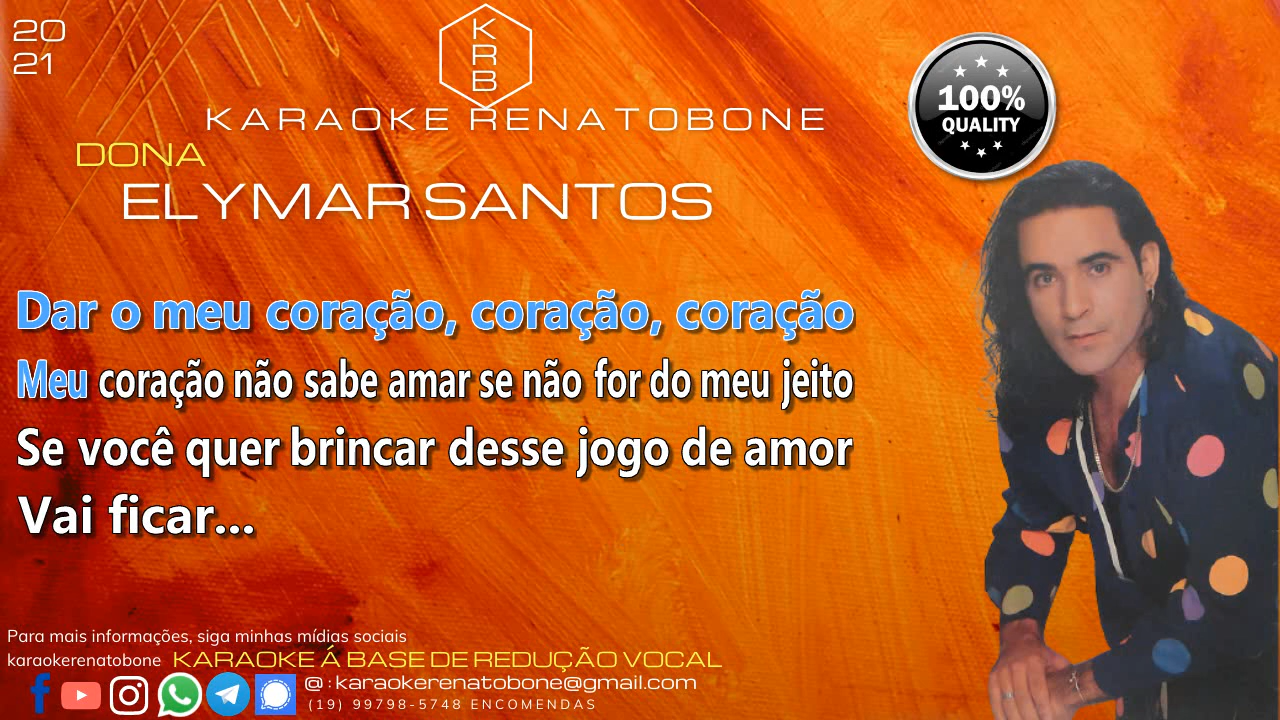 20
21
K
R
B
KARAOKE RENATOBONE
100%
QUALITY
DONA
ELYMAR SANTOS
Dar o meu coração, coração, coração
Meu coração não sabe amar se não for do meu jeito
Se você quer brincar desse jogo de amor
Vai ficar...
Para mais informações, siga minhas mídias sociais
karaokerenatobone KARAOKE Á BASE DE REDUÇÃO VOCAL
@ : karaokerenatobone@gmail.com
(19) 99798-5748 ENCOMENDAS